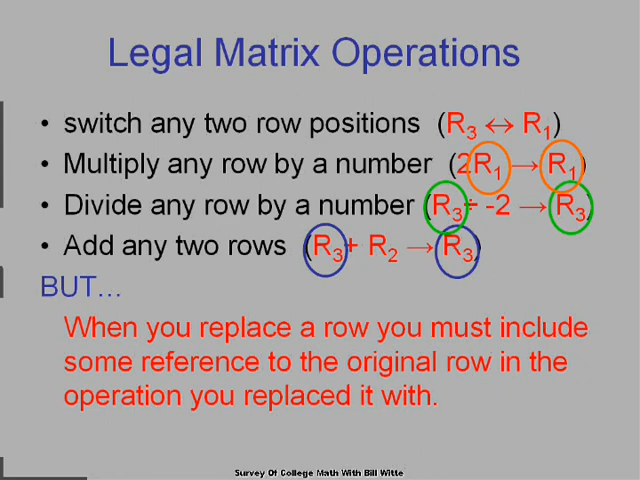 Legal Matrix Operations
• switch any two row positions (R3 ↔ R1)
• Multiply any row by a number (2R1 → R1)
• Divide any row by a number (R3÷ -2 → R3)
• Add any two rows (R3+ R2 → R3)
BUT...
When you replace a row you must include
some reference to the original row in the
operation you replaced it with.
Survey Of College Math With Bill Witte